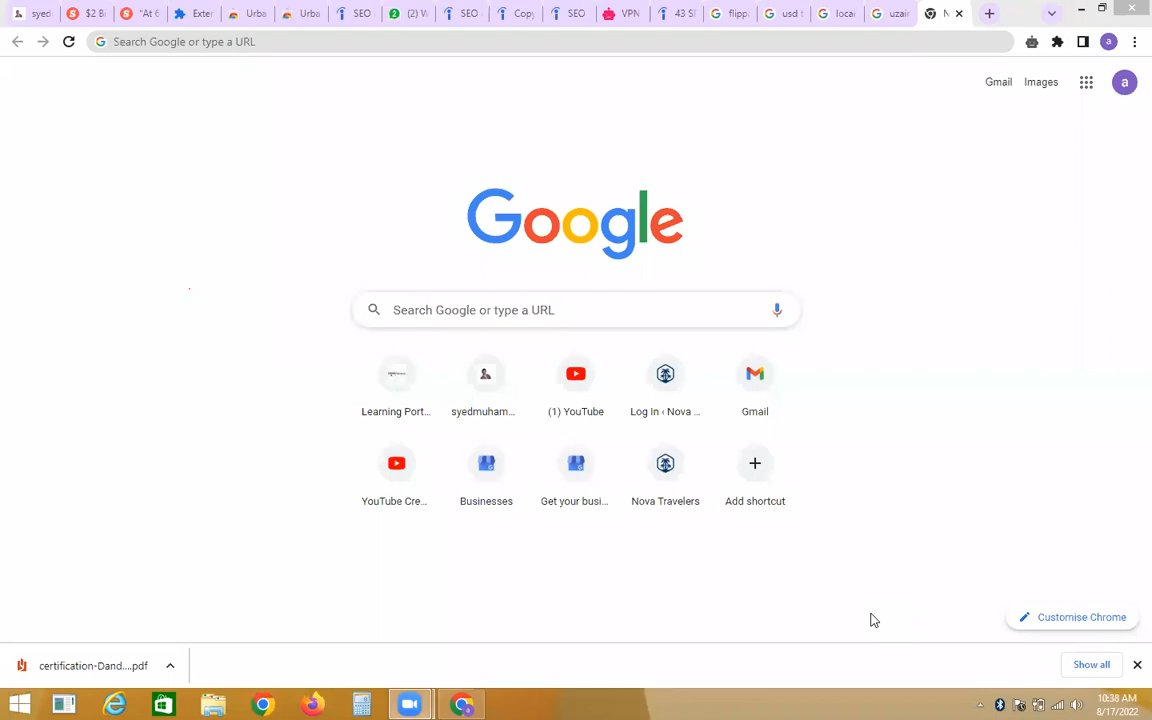 syed
$2 Bi
"At 6
Exter
Urba
Urba
SEO
(2) V
SEO
Copy
SEO
VPN
43 S
flippa
usd t
loca
uzair
N
Search Google or type a URL
a
Gmail
Images
a
Google
Search Google or type a URL
Learning Port...
syedmuham...
(1) YouTube
Log In ‹ Nova ...
Gmail
YouTube Cre...
Businesses
Get your busi...
Nova Travelers
Add shortcut
Customise Chrome
certification-Dand....pdf
Show all
10:38 AM
8/17/2022